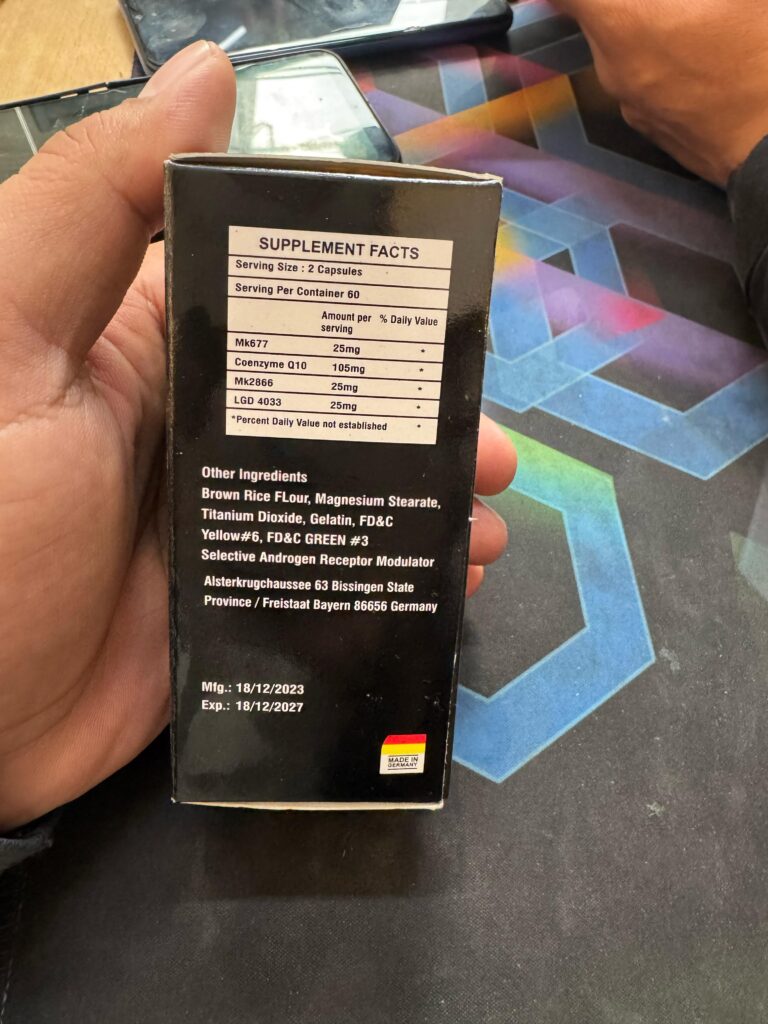 SUPPLEMENT FACTS
Serving Size : 2 Capsules
Serving Per Container 60
Amount per serving % Daily Value
Mk677 25mg *
Coenzyme Q10 105mg *
Mk2866 25mg *
LGD 4033 25mg *
*Percent Daily Value not established *
Other Ingredients
Brown Rice FLour, Magnesium Stearate,
Titanium Dioxide, Gelatin, FD&C
Yellow#6, FD&C GREEN #3
Selective Androgen Receptor Modulator
Alsterkrugchaussee 63 Bissingen State
Province / Freistaat Bayern 86656 Germany
Mfg.: 18/12/2023
Exp.: 18/12/2027
MADE IN
GERMANY